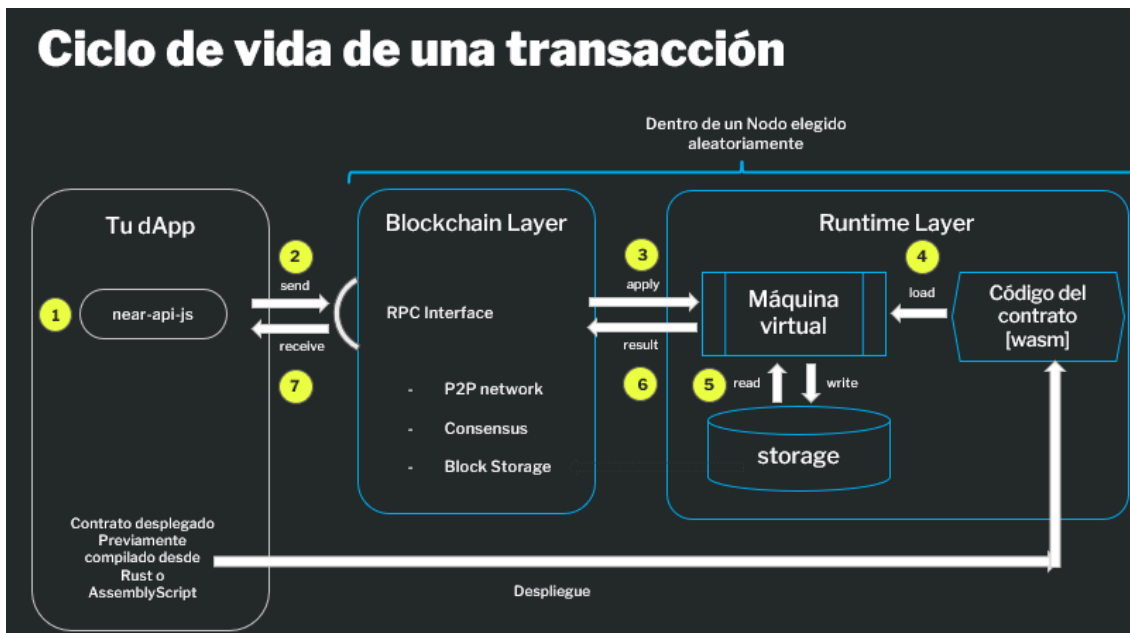 Ciclo de vida de una transacción
Dentro de un Nodo elegido
aleatoriamente
Tu dApp
1
near-api-js
2
send
receive
7
Blockchain Layer
RPC Interface
- P2P network
- Consensus
- Block Storage
3
apply
result
6
Runtime Layer
4
load
Máquina
virtual
Código del
contrato
[wasm]
5
read
write
storage
Contrato desplegado
Previamente
compilado desde
Rust o
AssemblyScript
Despliegue